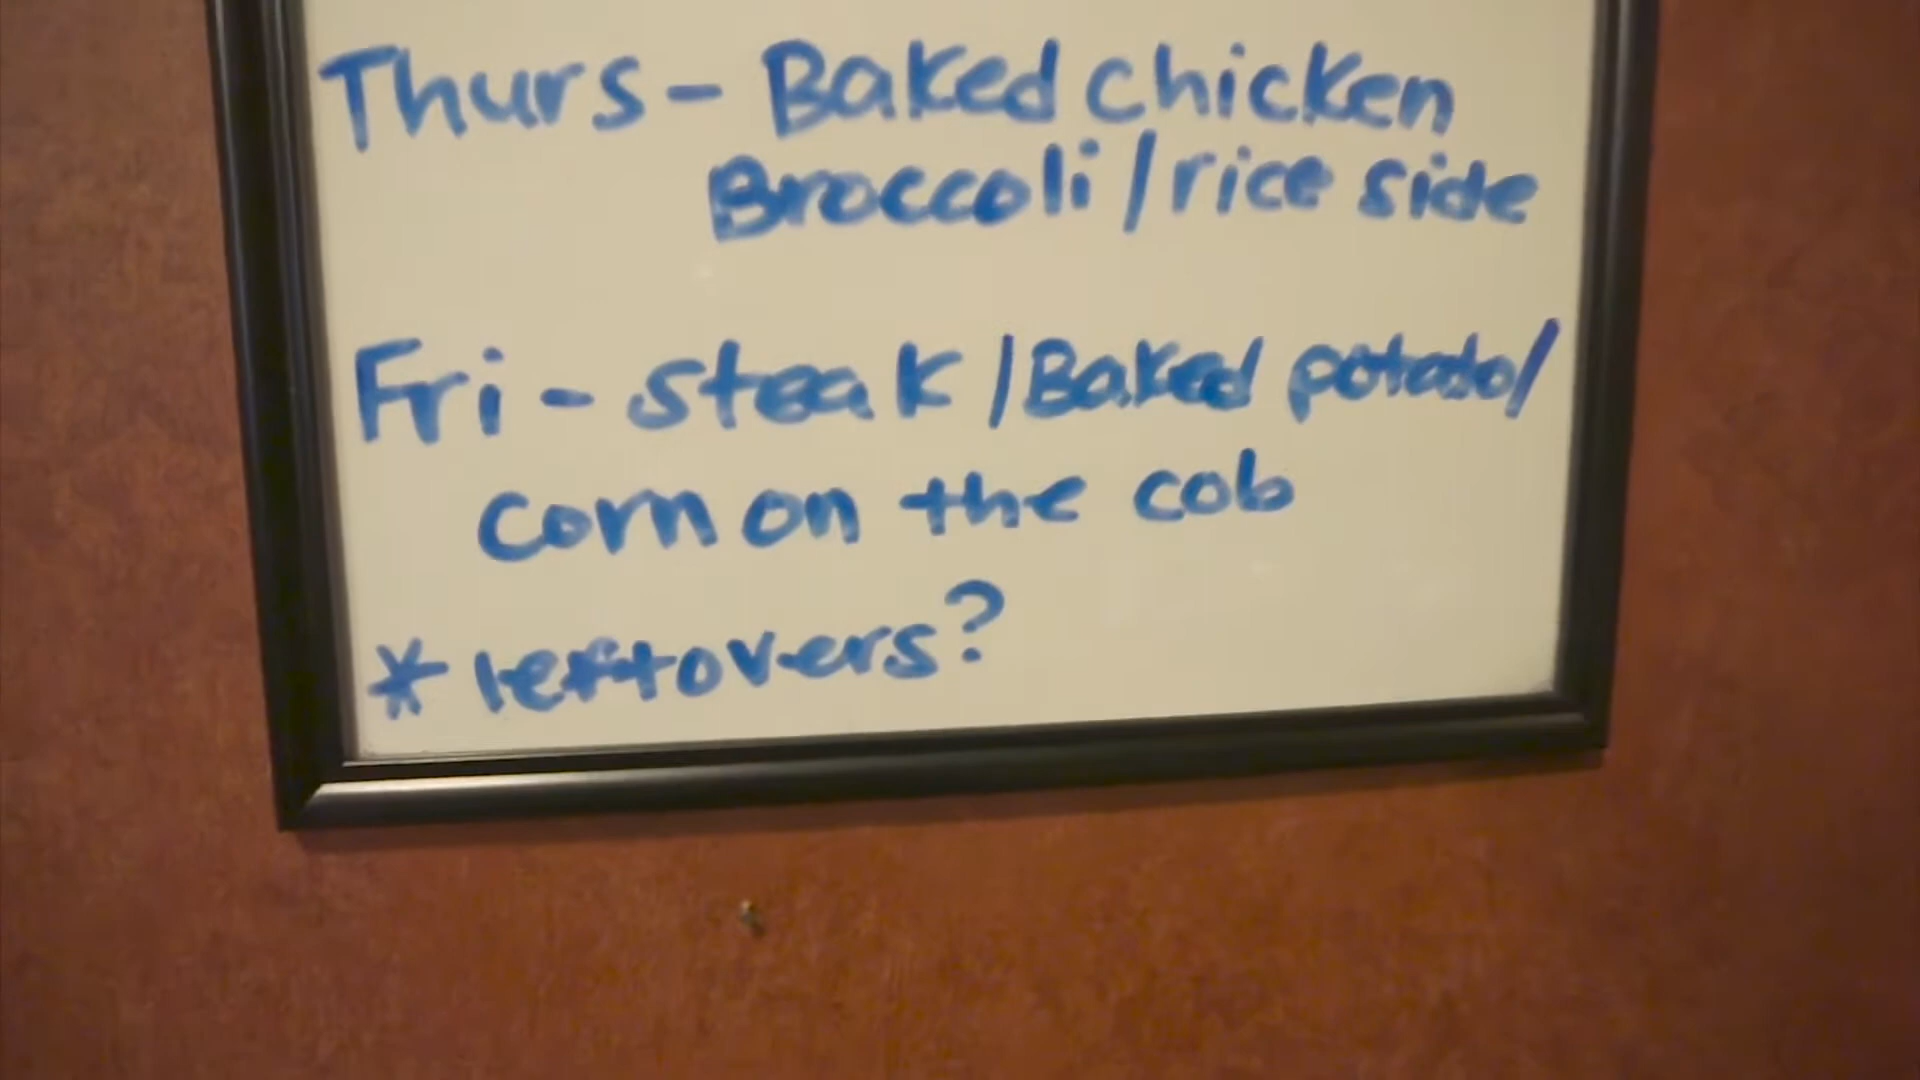 Thurs - Baked chicken
Broccoli / rice side
Fri - steak / Baked potato /
corn on the cob
* leftovers?